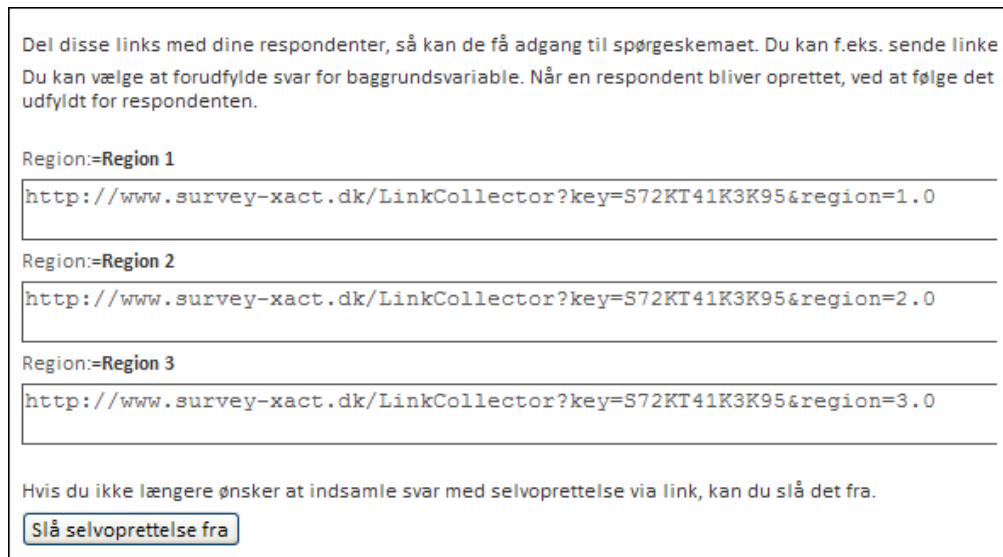 Del disse links med dine respondenter, så kan de få adgang til spørgeskemaet. Du kan f.eks. sende linke
Du kan vælge at forudfylde svar for baggrundsvariable. Når en respondent bliver oprettet, ved at følge det
udfyldt for respondenten.
Region:=Region 1
http://www.survey-xact.dk/LinkCollector?key=S72KT41K3K95&region=1.0
Region:=Region 2
http://www.survey-xact.dk/LinkCollector?key=S72KT41K3K95&region=2.0
Region:=Region 3
http://www.survey-xact.dk/LinkCollector?key=S72KT41K3K95&region=3.0
Hvis du ikke længere ønsker at indsamle svar med selvoprettelse via link, kan du slå det fra.
Slå selvoprettelse fra